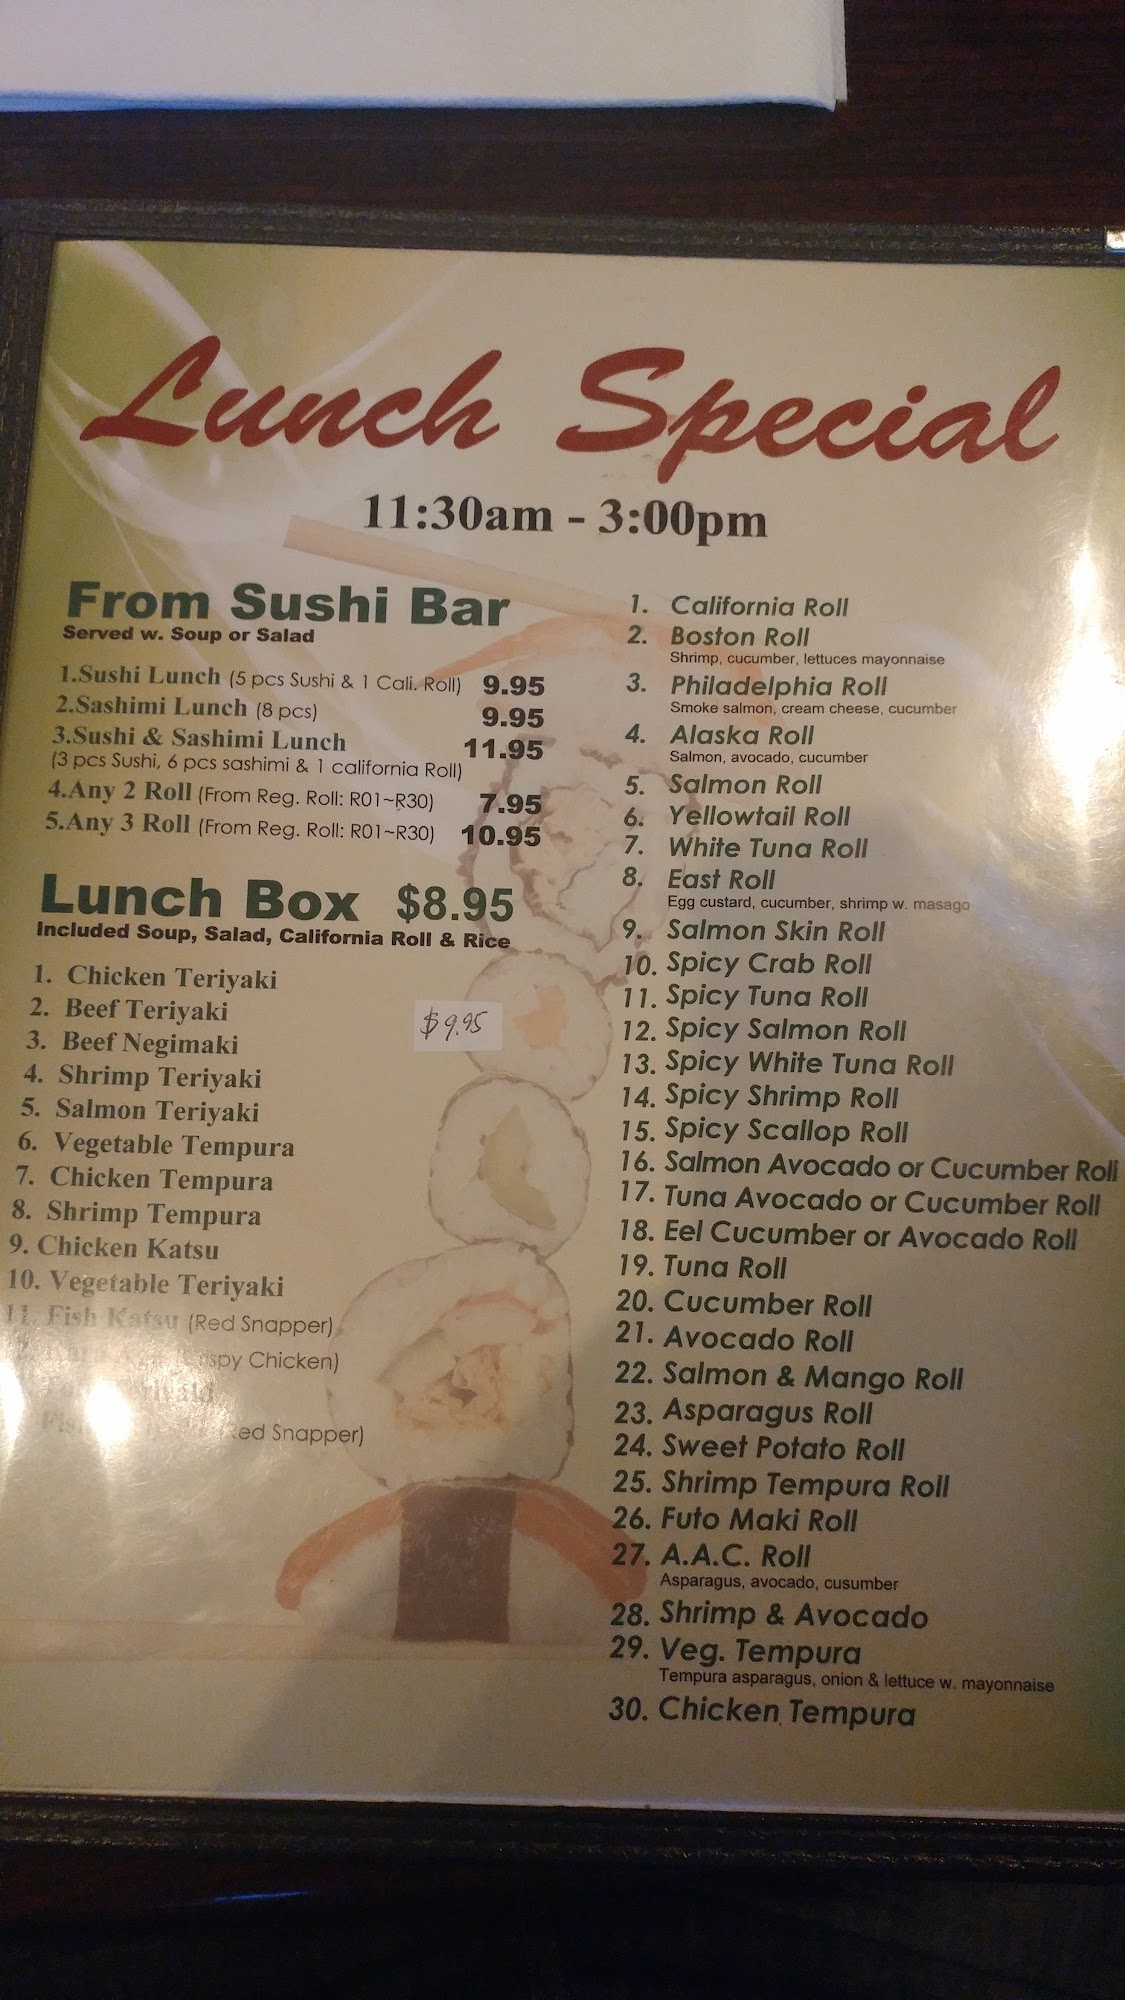 Lunch Special
11:30am - 3:00pm
From Sushi Bar
Served w. Soup or Salad
1.Sushi Lunch (5 pcs Sushi & 1 Cali. Roll) 9.95
2.Sashimi Lunch (8 pcs) 9.95
3.Sushi & Sashimi Lunch 11.95
(3 pcs Sushi, 6 pcs sashimi & 1 california Roll)
4.Any 2 Roll (From Reg. Roll: R01~R30) 7.95
5.Any 3 Roll (From Reg. Roll: R01~R30) 10.95
Lunch Box $8.95
Included Soup, Salad, California Roll & Rice
1. Chicken Teriyaki
2. Beef Teriyaki
$9.95
3. Beef Negimaki
4. Shrimp Teriyaki
5. Salmon Teriyaki
6. Vegetable Tempura
7. Chicken Tempura
8. Shrimp Tempura
9. Chicken Katsu
10. Vegetable Teriyaki
11. Fish Katsu (Red Snapper)
Chicken)
Red Snapper)
1. California Roll
2. Boston Roll
Shrimp, cucumber, lettuces mayonnaise
3. Philadelphia Roll
Smoke salmon, cream cheese, cucumber
4. Alaska Roll
Salmon, avocado, cucumber
5. Salmon Roll
6. Yellowtail Roll
7. White Tuna Roll
8. East Roll
Egg custard, cucumber, shrimp w. masago
9. Salmon Skin Roll
10. Spicy Crab Roll
11. Spicy Tuna Roll
12. Spicy Salmon Roll
13. Spicy White Tuna Roll
14. Spicy Shrimp Roll
15. Spicy Scallop Roll
16. Salmon Avocado or Cucumber Roll
17. Tuna Avocado or Cucumber Roll
18. Eel Cucumber or Avocado Roll
19. Tuna Roll
20. Cucumber Roll
21. Avocado Roll
22. Salmon & Mango Roll
23. Asparagus Roll
24. Sweet Potato Roll
25. Shrimp Tempura Roll
26. Futo Maki Roll
27. A.A.C. Roll
Asparagus, avocado, cusumber
28. Shrimp & Avocado
29. Veg. Tempura
Tempura asparagus, onion & lettuce w. mayonnaise
30. Chicken Tempura